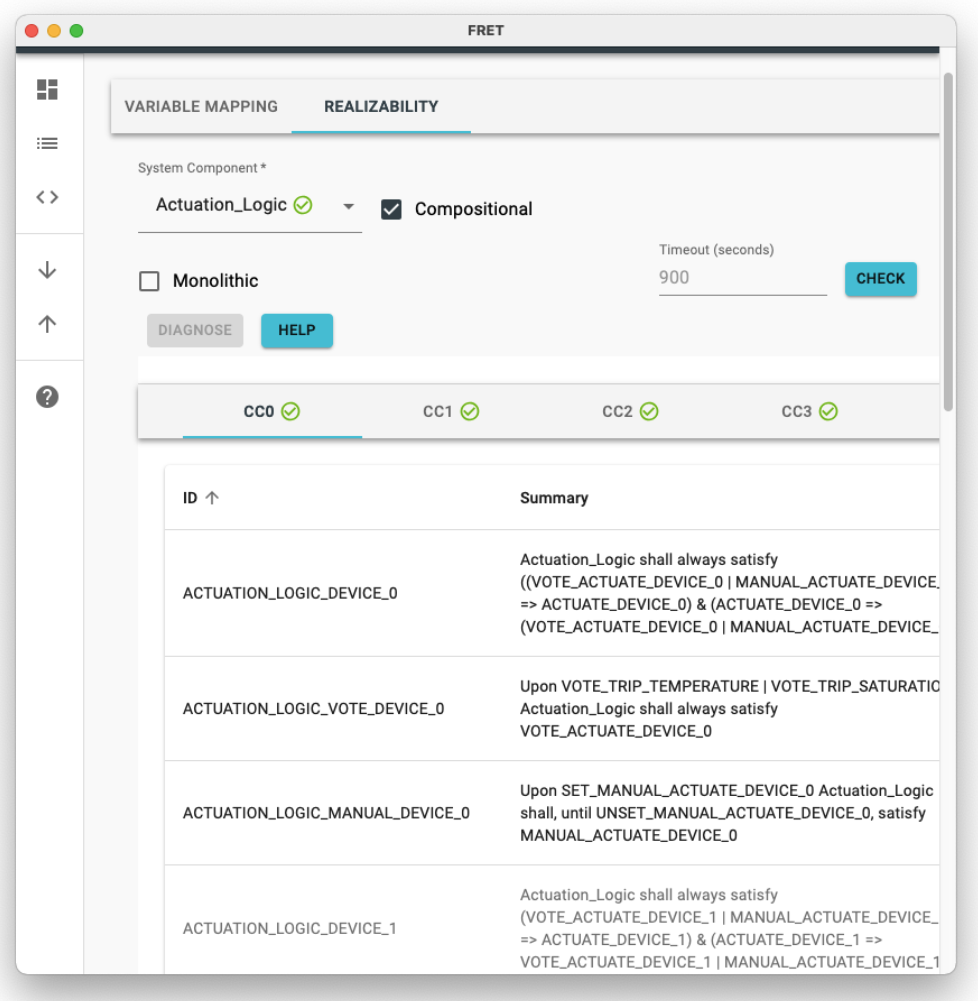 FRET
VARIABLE MAPPING REALIZABILITY
System Component *
Actuation_Logic
Compositional
Timeout (seconds)
900
CHECK
Monolithic
DIAGNOSE HELP
CC0 CC1 CC2 CC3
ID Summary
Actuation_Logic shall always satisfy
((VOTE_ACTUATE_DEVICE_0 | MANUAL_ACTUATE_DEVICE_
ACTUATION_LOGIC_DEVICE_0
=> ACTUATE_DEVICE_0) & (ACTUATE_DEVICE_0 =>
(VOTE_ACTUATE_DEVICE_0 | MANUAL_ACTUATE_DEVICE_
Upon VOTE_TRIP_TEMPERATURE | VOTE_TRIP_SATURATIO
ACTUATION_LOGIC_VOTE_DEVICE_0
Actuation_Logic shall always satisfy
VOTE_ACTUATE_DEVICE_0
Upon SET_MANUAL_ACTUATE_DEVICE_0 Actuation_Logic
ACTUATION_LOGIC_MANUAL_DEVICE_0
shall, until UNSET_MANUAL_ACTUATE_DEVICE_0, satisfy
MANUAL_ACTUATE_DEVICE_0
Actuation_Logic shall always satisfy
(VOTE_ACTUATE_DEVICE_1 | MANUAL_ACTUATE_DEVICE_
ACTUATION_LOGIC_DEVICE_1
=> ACTUATE_DEVICE_1) & (ACTUATE_DEVICE_1 =>
VOTE_ACTUATE_DEVICE_1 | MANUAL_ACTUATE_DEVICE_1